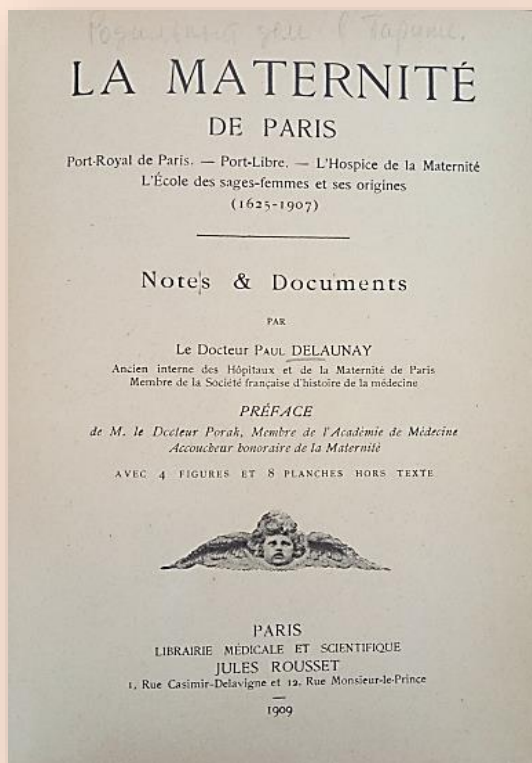 Родильный дом в Париже.
LA MATERNITÉ
DE PARIS
Port-Royal de Paris. — Port-Libre. — L'Hospice de la Maternité
L'École des sages-femmes et ses origines
(1625-1907)
Notes & Documents
PAR
Le Docteur PAUL DELAUNAY
Ancien interne des Hôpitaux et de la Maternité de Paris
Membre de la Société française d'histoire de la médecine
PRÉFACE
de M. le Docteur Porak, Membre de l'Académie de Médecine
Accoucheur honoraire de la Maternité
AVEC 4 FIGURES ET 8 PLANCHES HORS TEXTE
PARIS
LIBRAIRIE MÉDICALE ET SCIENTIFIQUE
JULES ROUSSET
1, Rue Casimir-Delavigne et 12, Rue Monsieur-le-Prince
1909